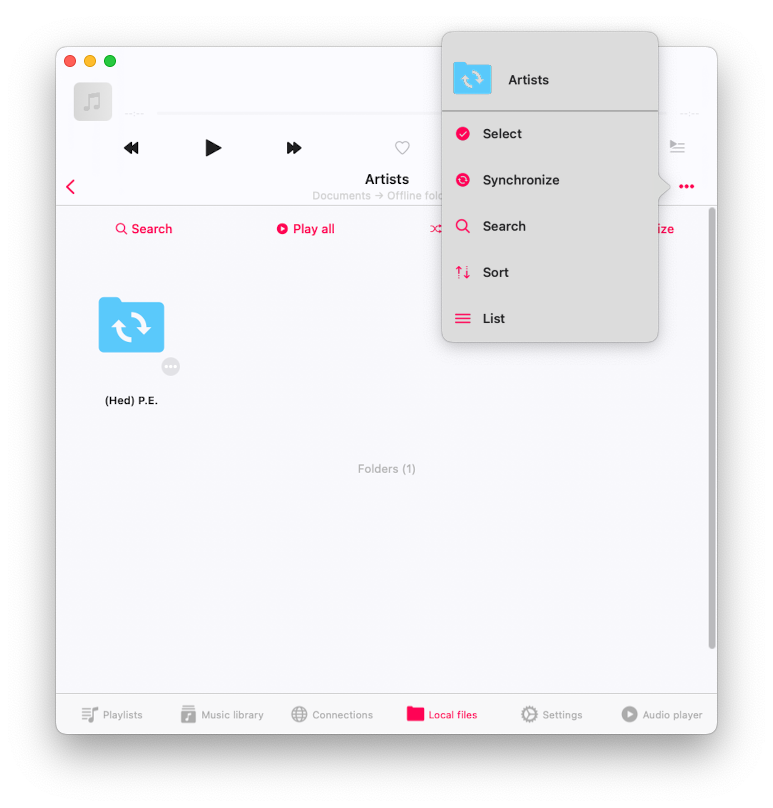 Artists
--:--
--:--
Select
Synchronize
Search
Sort
List
Artists
Documents → Offline fol
Search
Play all
ize
(Hed) P.E.
Folders (1)
Playlists
Music library
Connections
Local files
Settings
Audio player